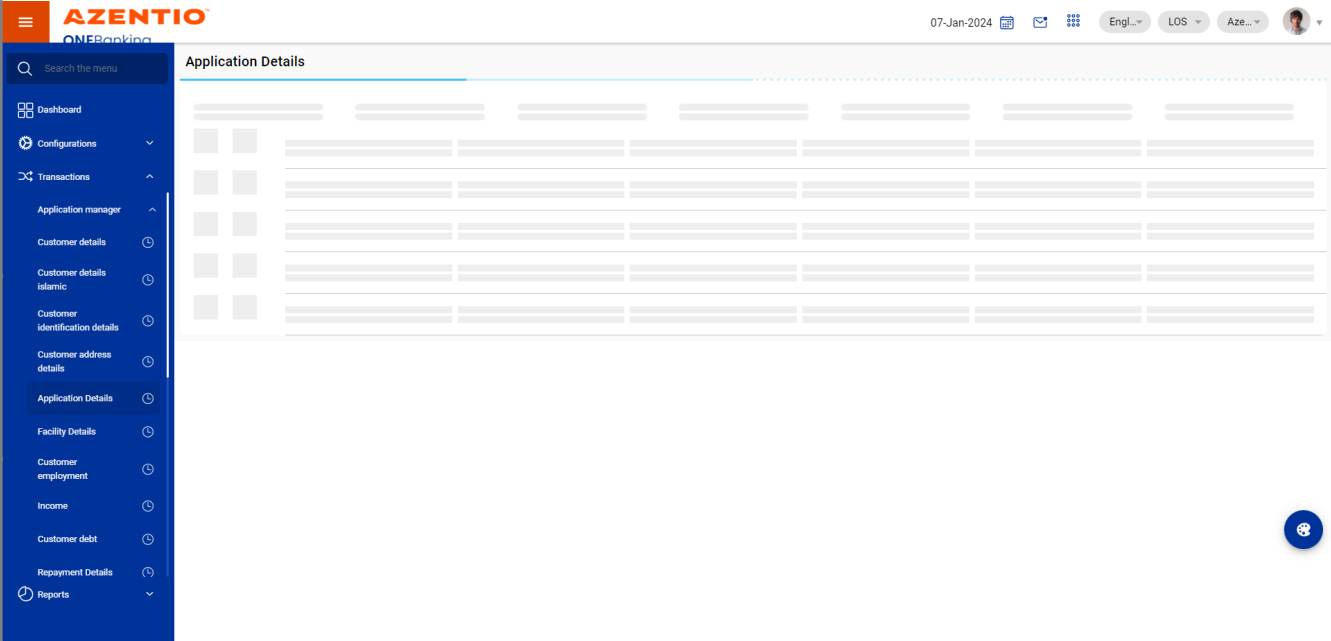 AZENTIO™
07-Jan-2024
Engl...
LOS
Aze...
ONEBanking
Application Details
Search the menu
Dashboard
Configurations
Transactions
Application manager
Customer details
Customer details
islamic
Customer
identification details
Customer address
details
Application Details
Facility Details
Customer
employment
Income
Customer debt
Repayment Details
Reports